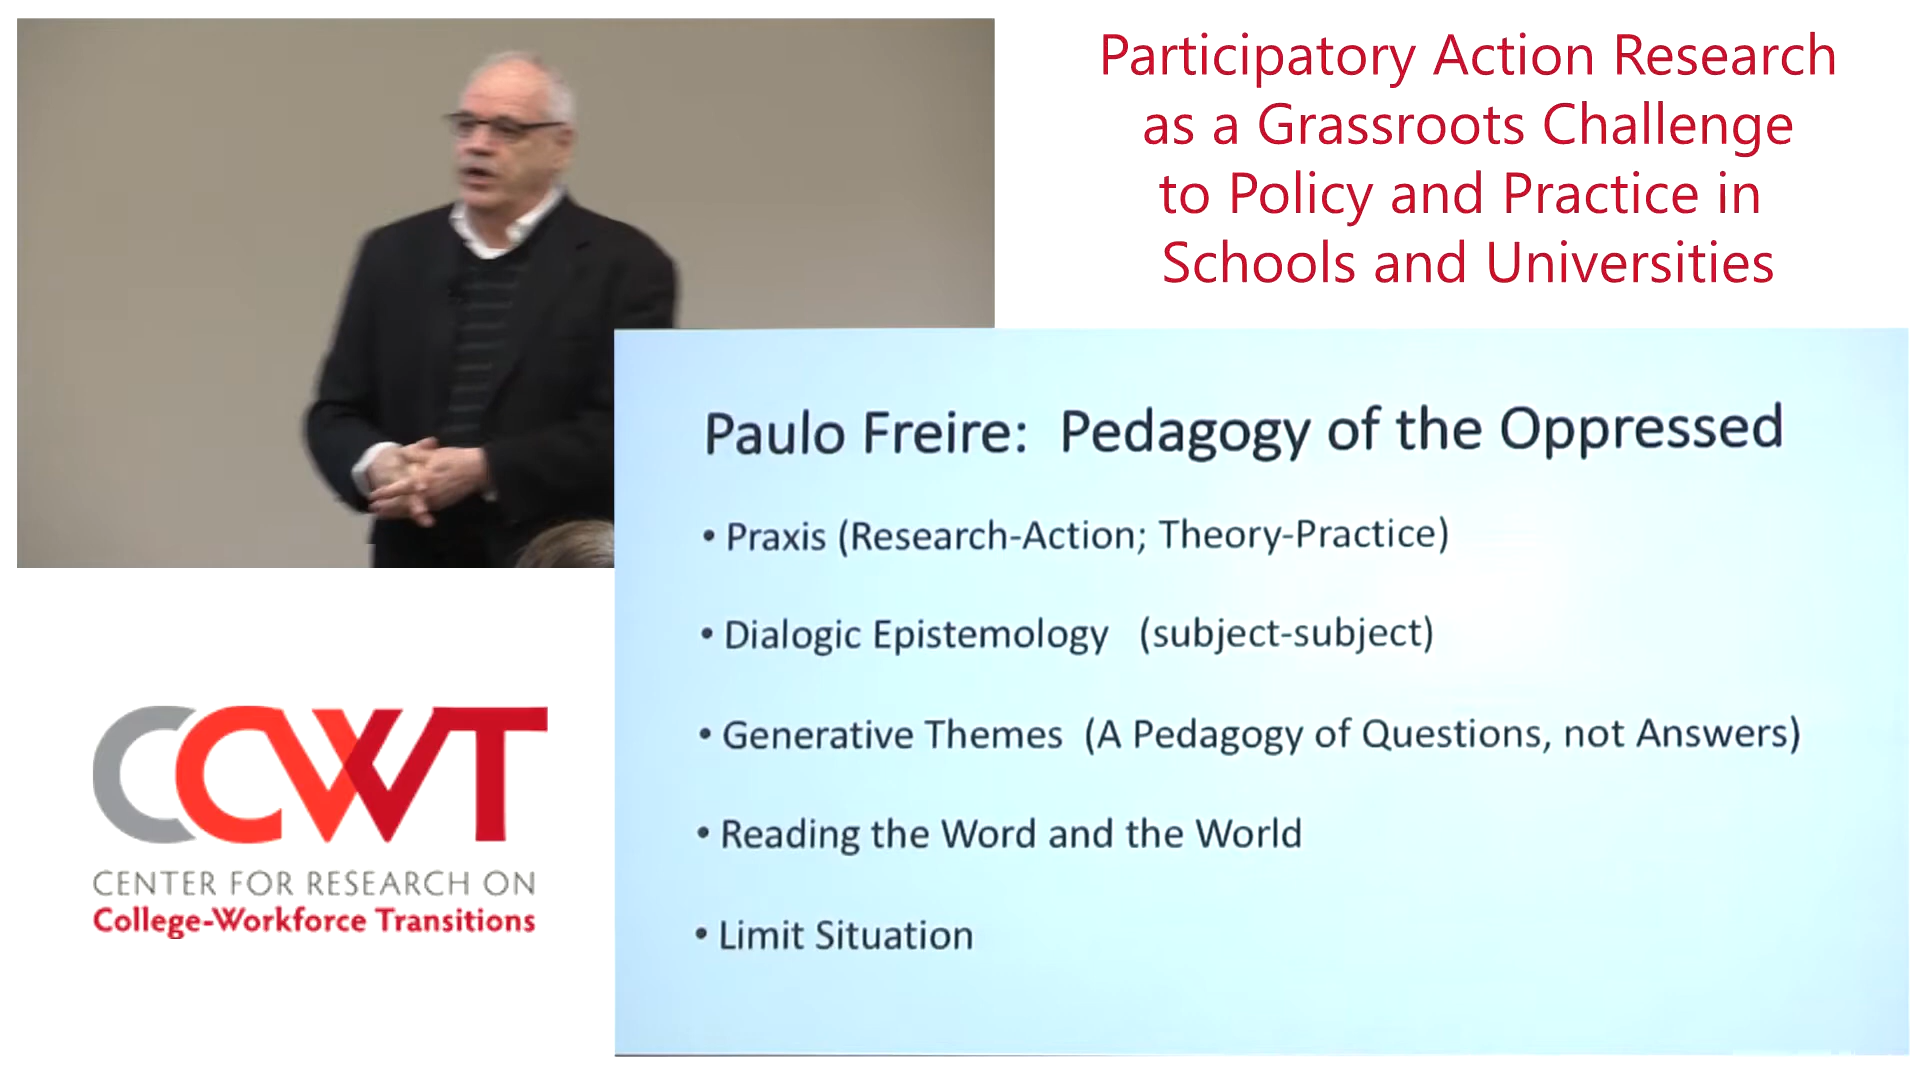 Participatory Action Research
as a Grassroots Challenge
to Policy and Practice in
Schools and Universities
Paulo Freire: Pedagogy of the Oppressed
• Praxis (Research-Action; Theory-Practice)
• Dialogic Epistemology (subject-subject)
• Generative Themes (A Pedagogy of Questions, not Answers)
• Reading the Word and the World
• Limit Situation
CCWT
CENTER FOR RESEARCH ON
College-Workforce Transitions